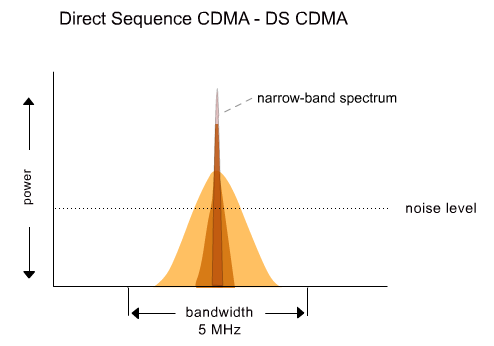 Direct Sequence CDMA - DS CDMA
narrow-band spectrum
power
noise level
bandwidth
5 MHz